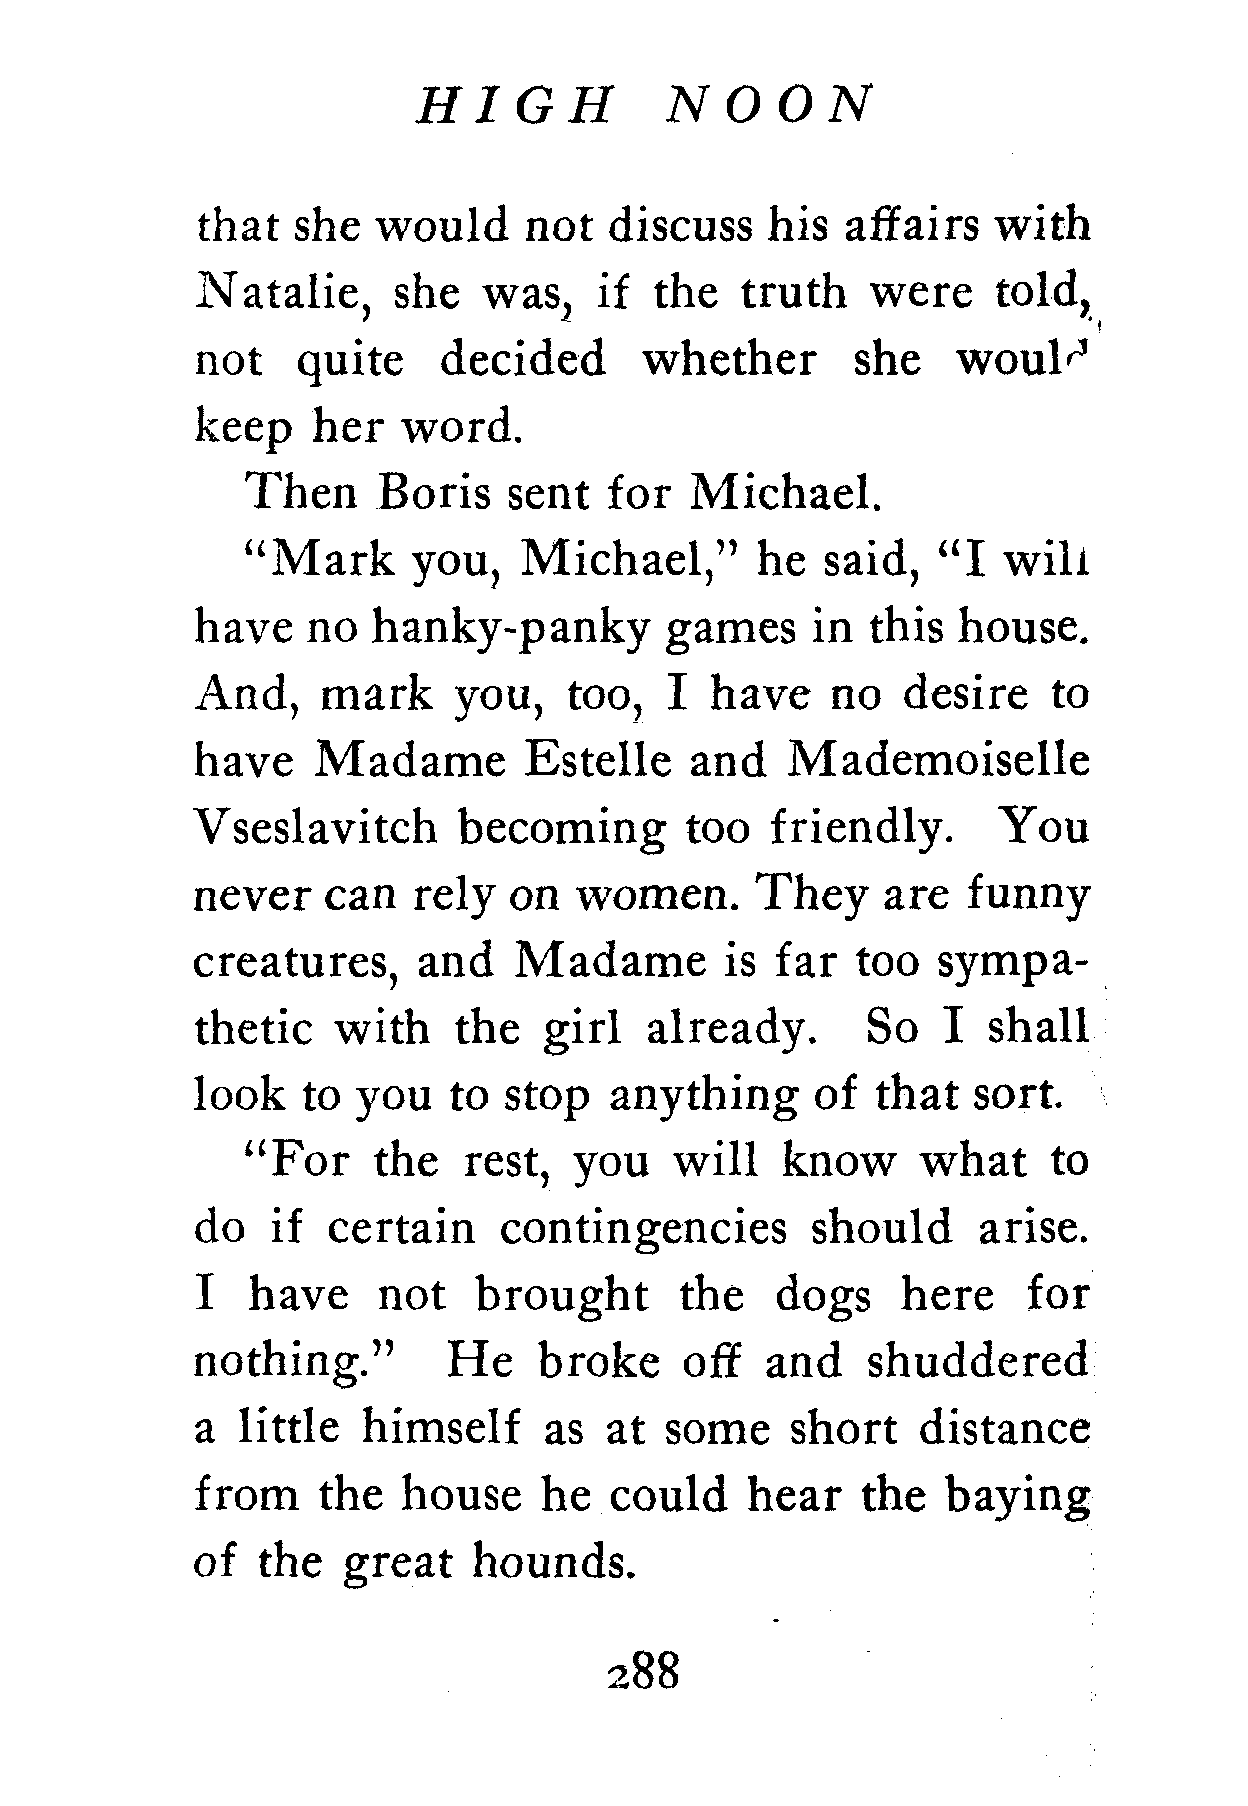 HIGH NOON
that she would not discuss his affairs with
Natalie, she was, if the truth were told,
not quite decided whether she would
keep her word.
Then Boris sent for Michael.
“Mark you, Michael,” he said, “I will
have no hanky-panky games in this house.
And, mark you, too, I have no desire to
have Madame Estelle and Mademoiselle
Vseslavitch becoming too friendly. You
never can rely on women. They are funny
creatures, and Madame is far too sympa-
thetic with the girl already. So I shall
look to you to stop anything of that sort.
“For the rest, you will know what to
do if certain contingencies should arise.
I have not brought the dogs here for
nothing.” He broke off and shuddered
a little himself as at some short distance
from the house he could hear the baying
of the great hounds.
288